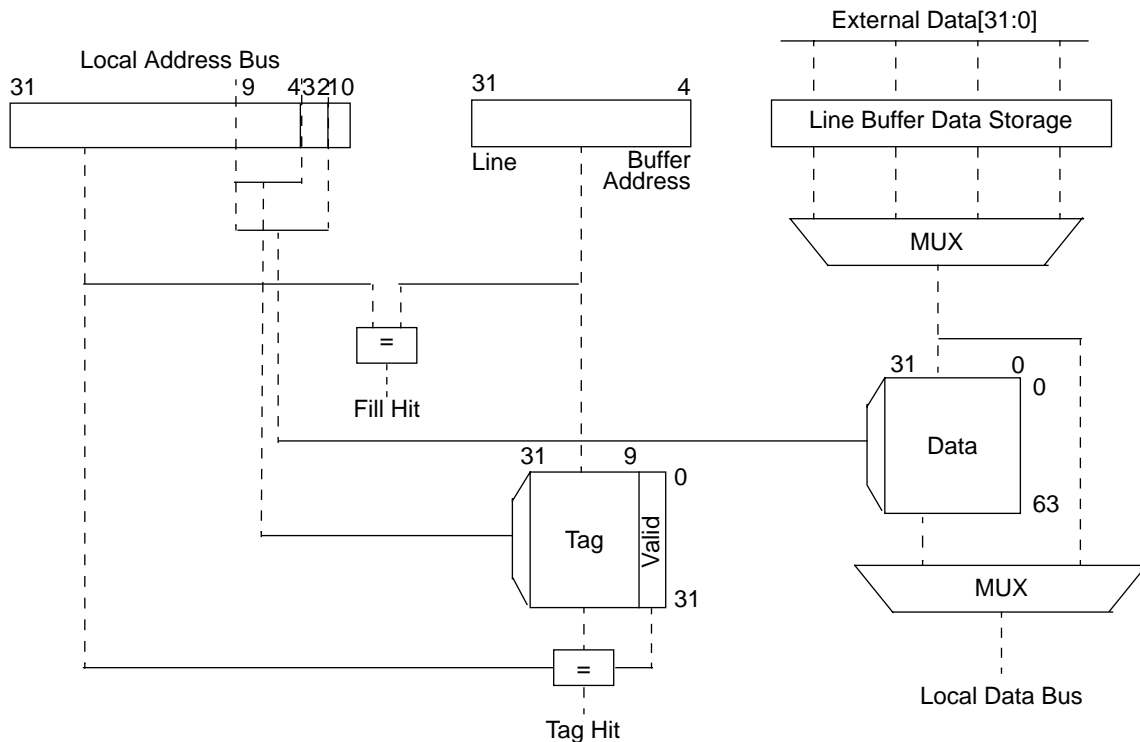 External Data[31:0]
Local Address Bus
31 9 4 3 2 1 0
31 4
Line Buffer Data Storage
Line Buffer
Address
MUX
=
31 0
0
Fill Hit
Data
31 9
0
63
Tag
Valid
MUX
31
=
Local Data Bus
Tag Hit